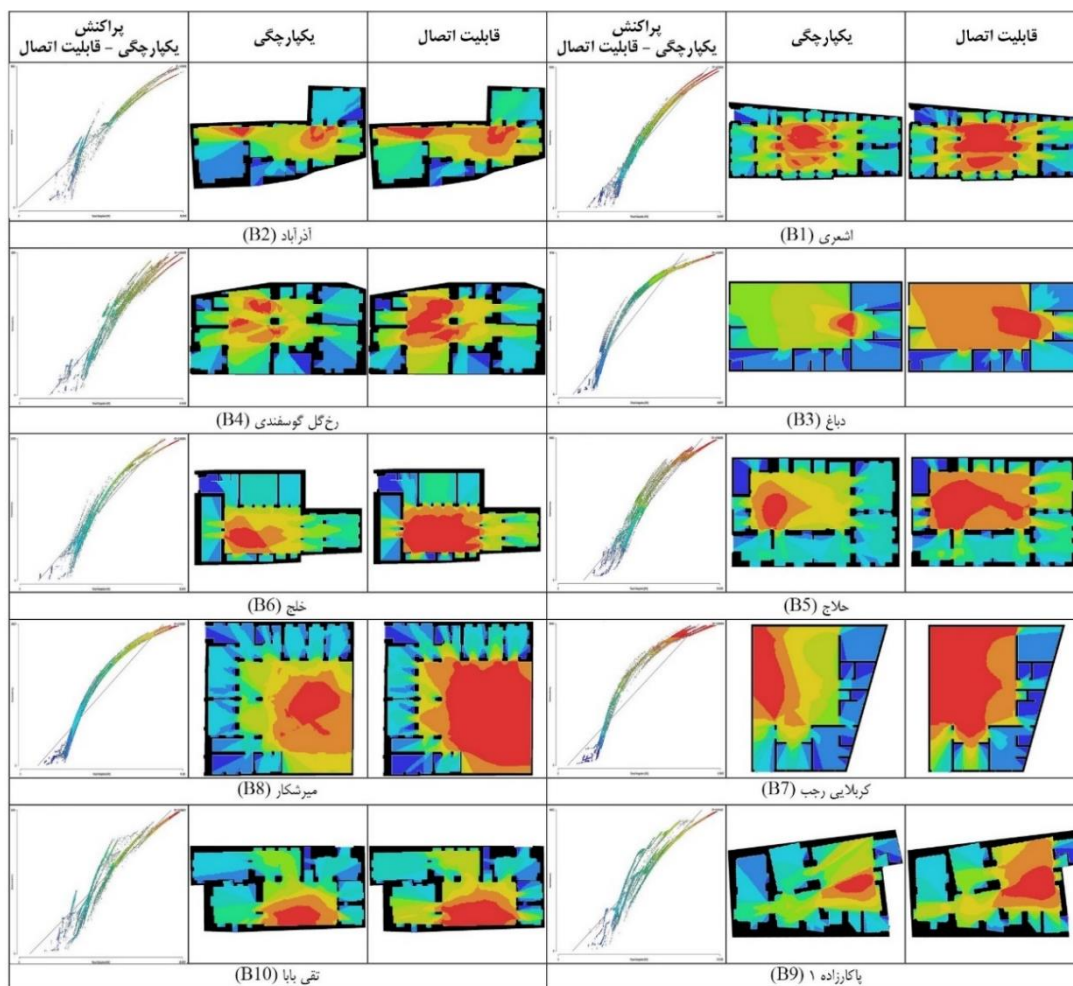 قابلیت اتصال
یکپارچگی
پراکنش
یکپارچگی – قابلیت اتصال
قابلیت اتصال
یکپارچگی
پراکنش
یکپارچگی – قابلیت اتصال
اشعری (B1)
آذرآباد (B2)
دباغ (B3)
رخ‌گل گوسفندی (B4)
حلاج (B5)
خلج (B6)
کربلایی رجب (B7)
میرشکار (B8)
پاکارزاده ۱ (B9)
تقی بابا (B10)